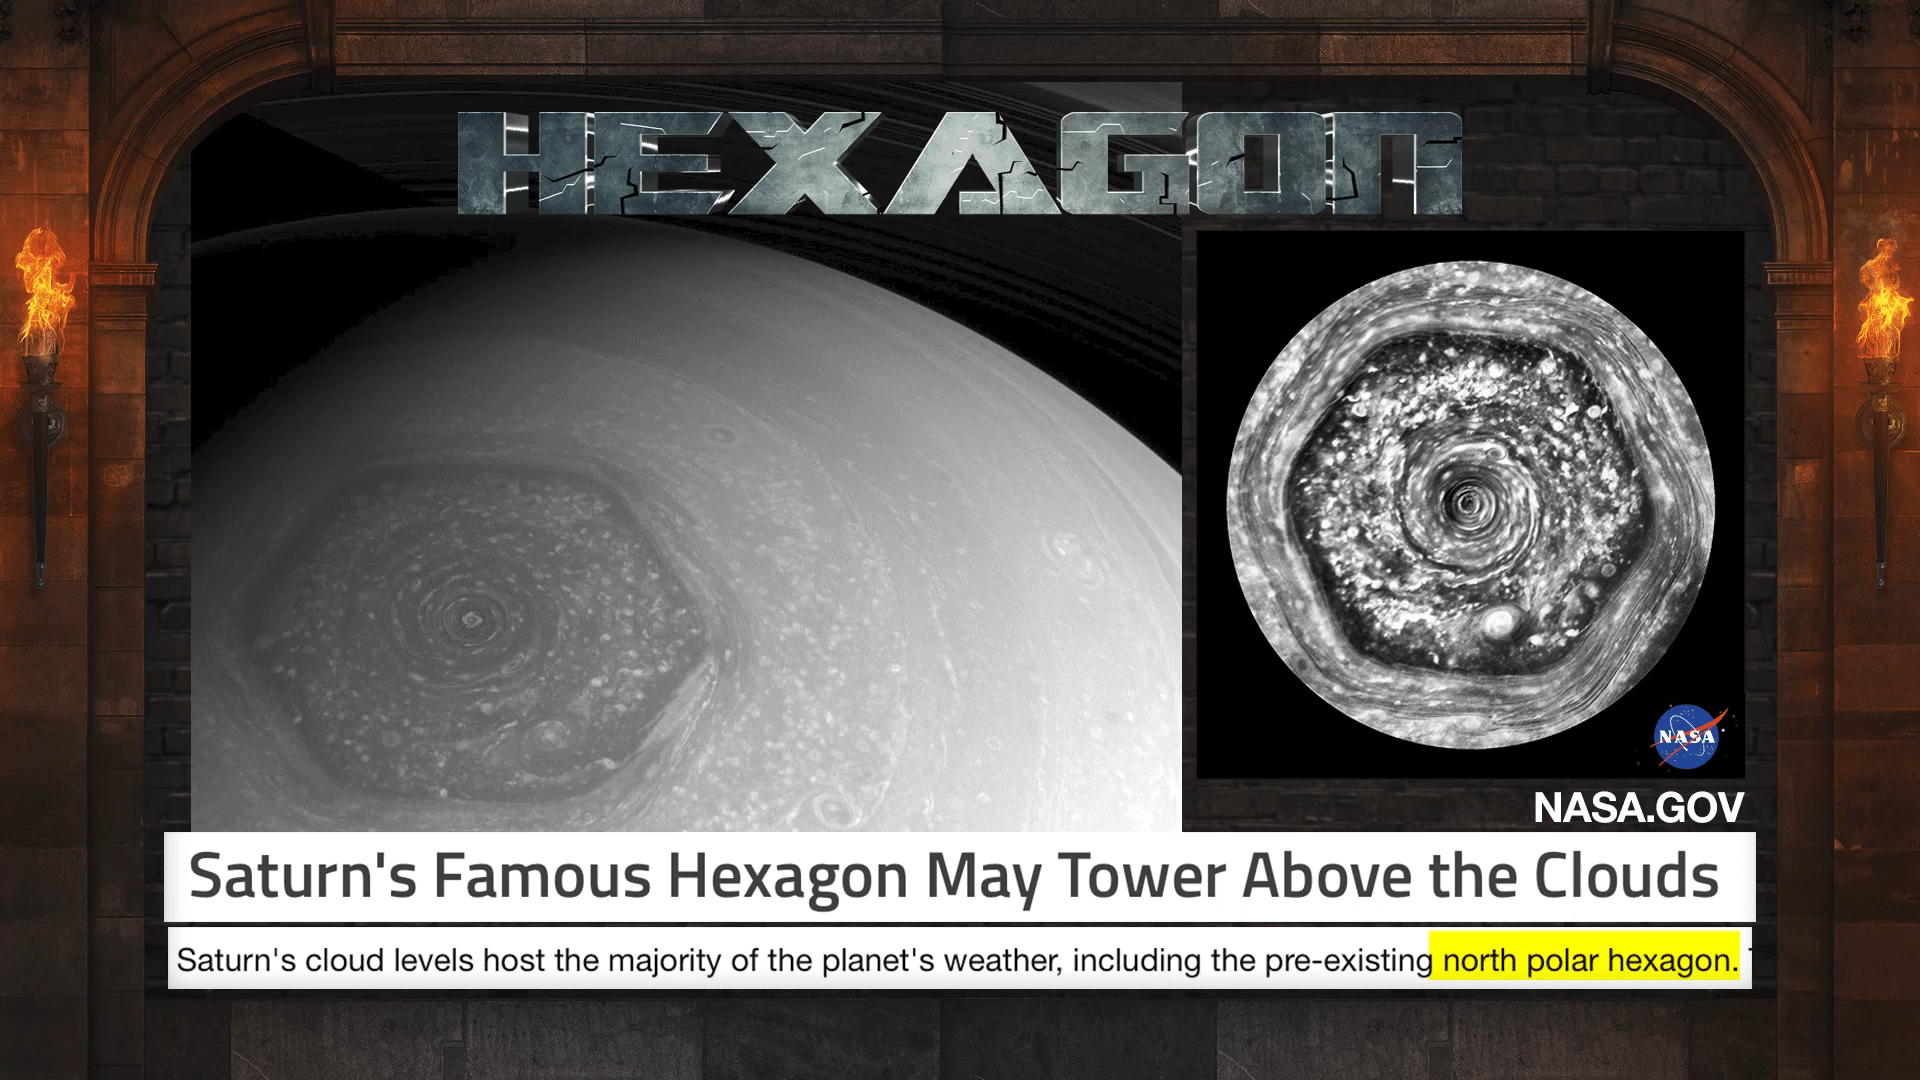 HEXAGON
NASA
NASA.GOV
Saturn's Famous Hexagon May Tower Above the Clouds
Saturn's cloud levels host the majority of the planet's weather, including the pre-existing north polar hexagon.